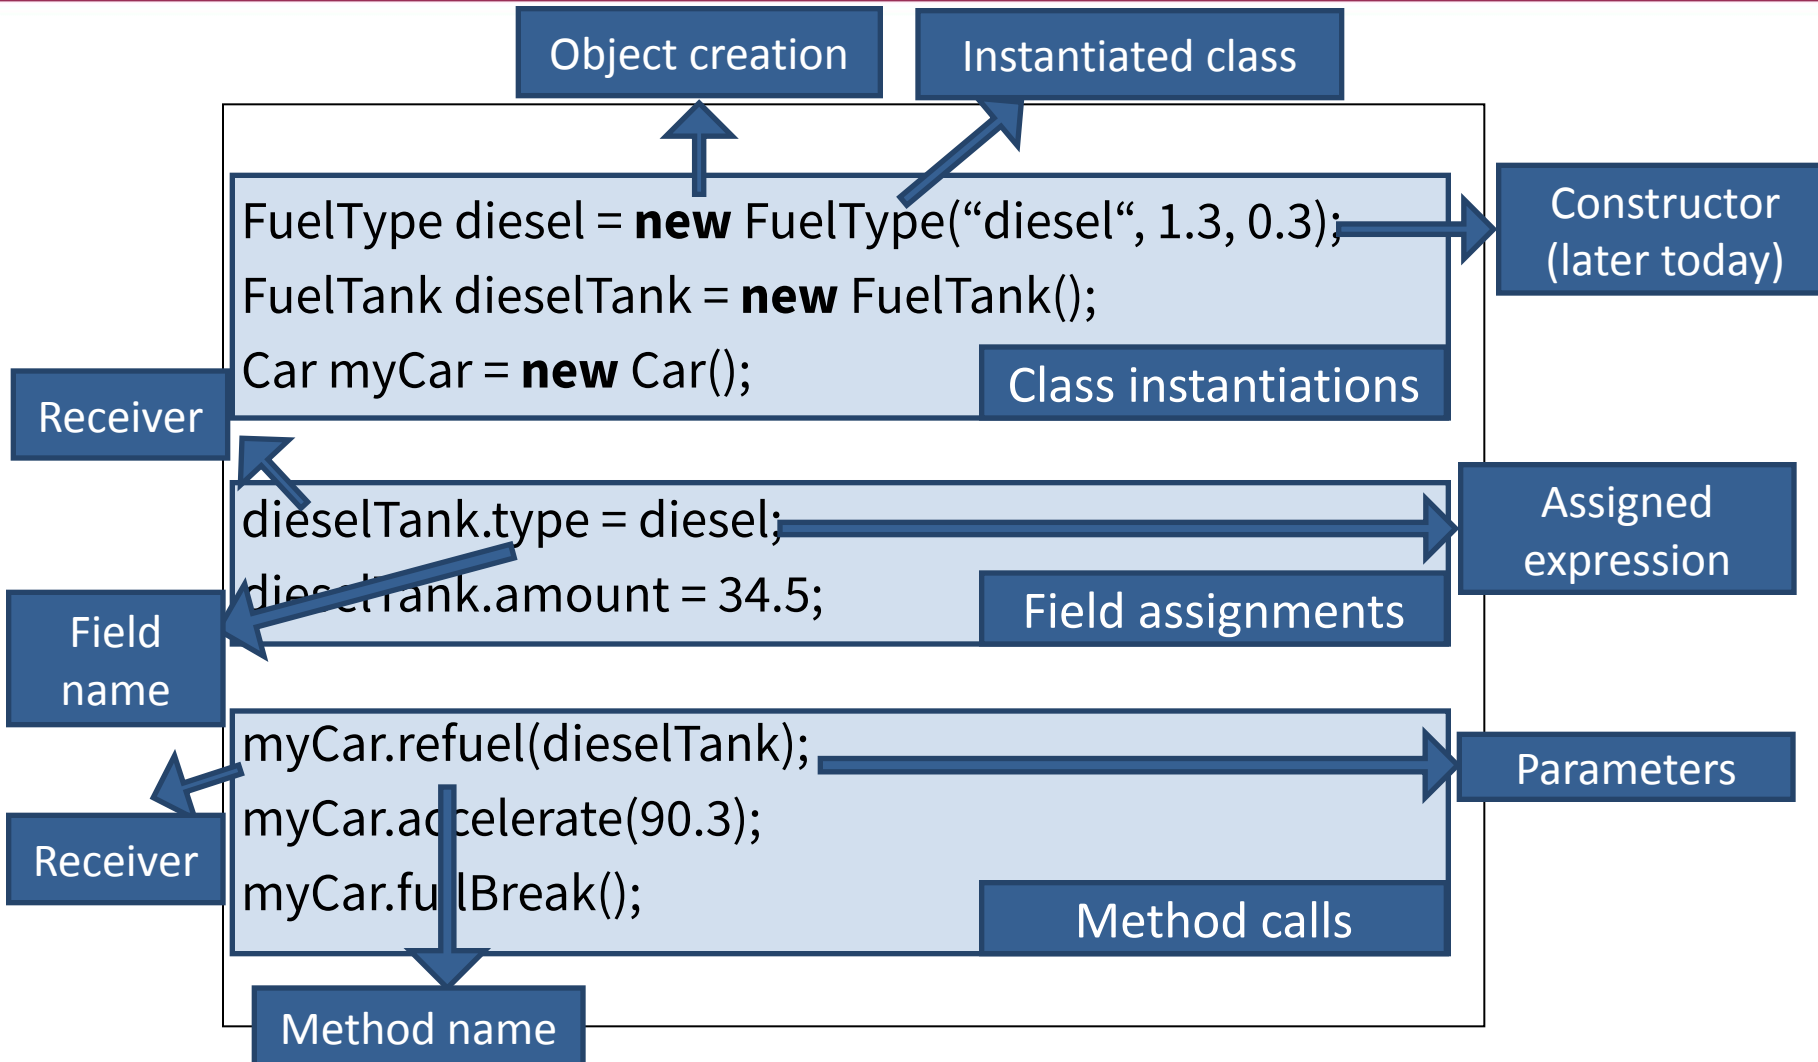 Object creation
Instantiated class
FuelType diesel = new FuelType(“diesel“, 1.3, 0.3);
Constructor
(later today)
FuelTank dieselTank = new FuelTank();
Car myCar = new Car();
Class instantiations
Receiver
dieselTank.type = diesel;
Assigned
expression
dieselTank.amount = 34.5;
Field assignments
Field
name
myCar.refuel(dieselTank);
Parameters
myCar.accelerate(90.3);
Receiver
myCar.fullBreak();
Method calls
Method name